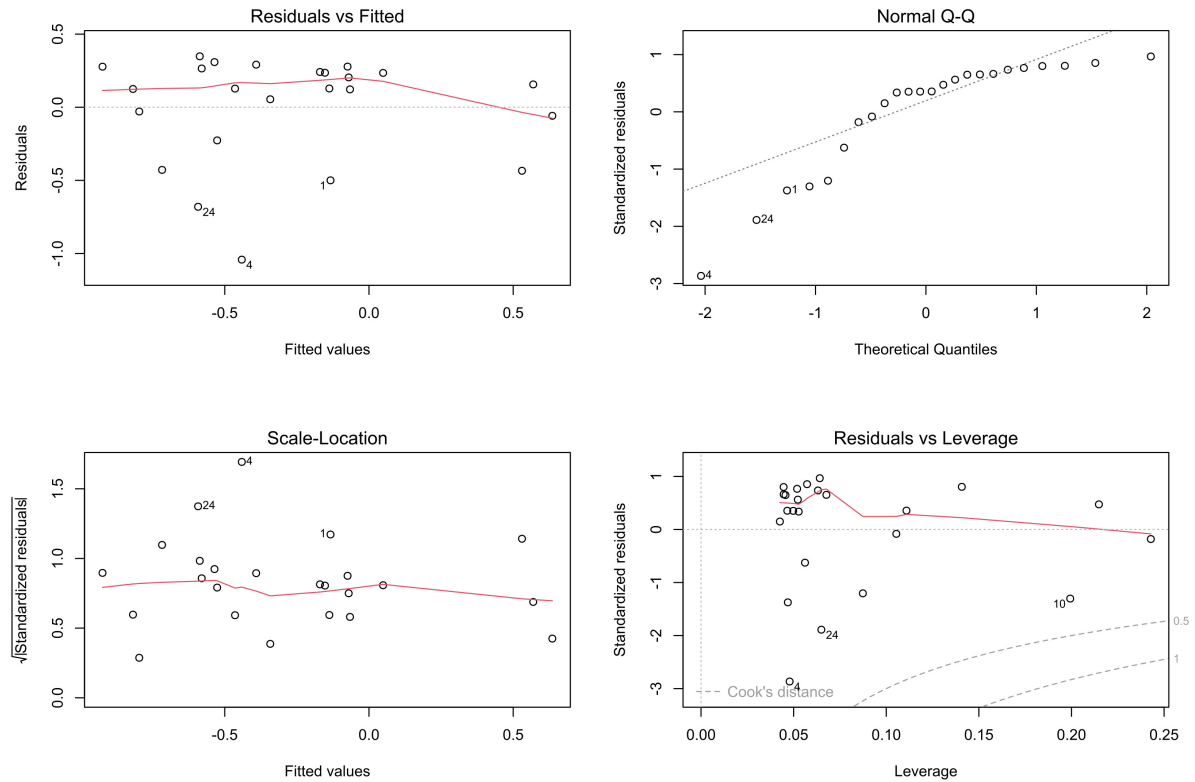 Residuals vs Fitted
Residuals
0.5
0.0
-0.5
-1.0
1
24
4
-0.5 0.0 0.5
Fitted values
Normal Q-Q
Standardized residuals
1
0
-1
-2
-3
1
24
4
-2 -1 0 1 2
Theoretical Quantiles
Scale-Location
√|Standardized residuals|
1.5
1.0
0.5
0.0
4
24
1
-0.5 0.0 0.5
Fitted values
Residuals vs Leverage
Standardized residuals
1
0
-1
-2
-3
10
24
4
Cook's distance
0.5
1
0.00 0.05 0.10 0.15 0.20 0.25
Leverage